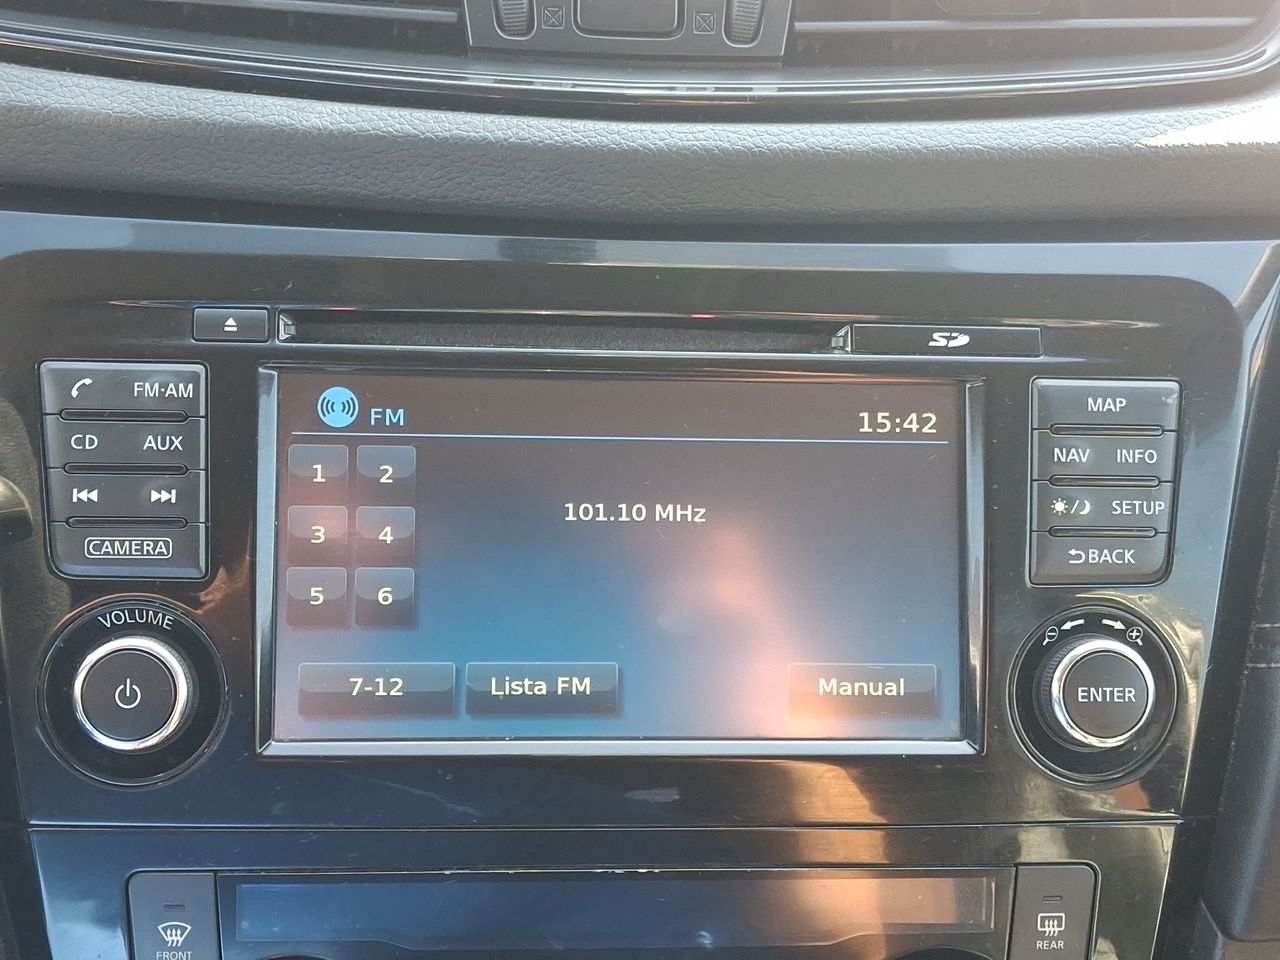 SD
FM·AM
CD AUX
CAMERA
VOLUME
FM 15:42
1 2
101.10 MHz
3 4
5 6
7-12 Lista FM Manual
MAP
NAV INFO
SETUP
BACK
ENTER
FRONT
REAR